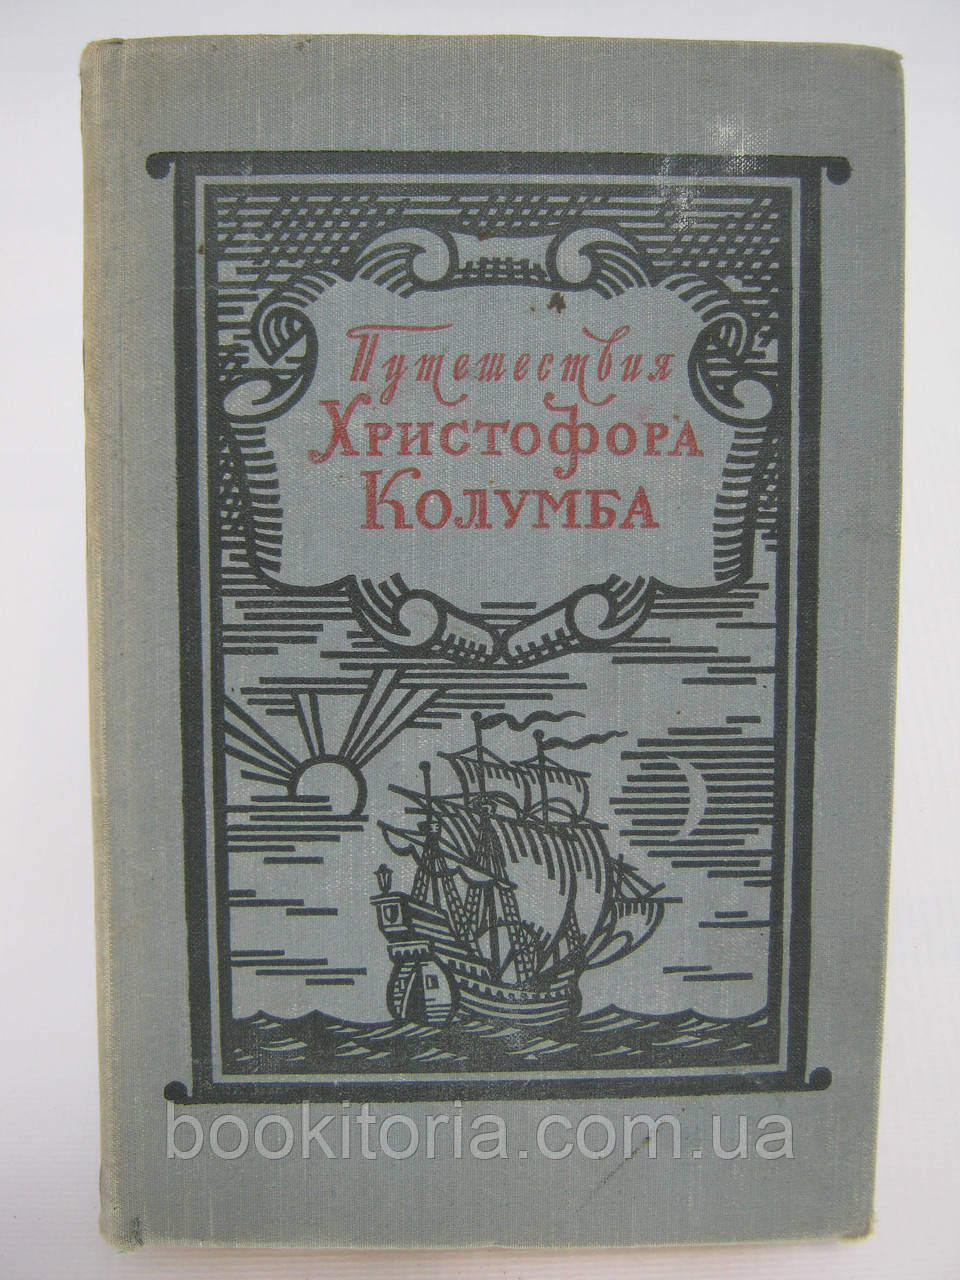 Путешествия
Христофора
Колумба
bookitoria.com.ua